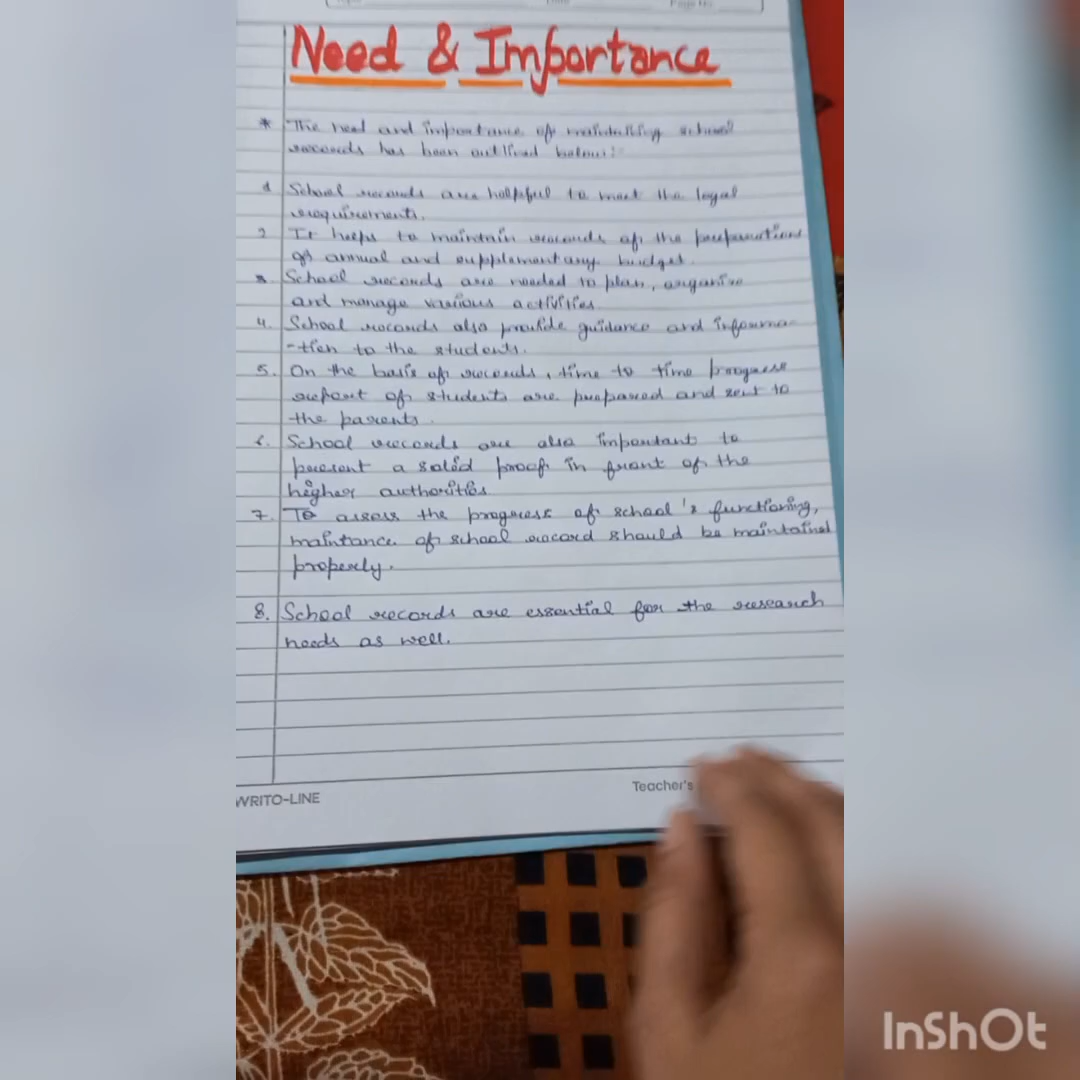 Page No.
Need & Importance
* The need and importance of maintaining school
records has been outlined below:-
1. School records are helpful to meet the legal
requirements.
2. It helps to maintain records of the preparation
of annual and supplementary budget.
3. School records are needed to plan, organise
and manage various activities.
4. School records also provide guidance and informa-
-tion to the students.
5. On the basis of records, time to time progress
report of students are prepared and sent to
the parents.
6. School records are also important to
present a solid proof in front of the
higher authorities.
7. To assess the progress of school's functioning,
maintance of school record should be maintained
properly.
8. School records are essential for the research
needs as well.
WRITO-LINE
Teacher's
InShOt